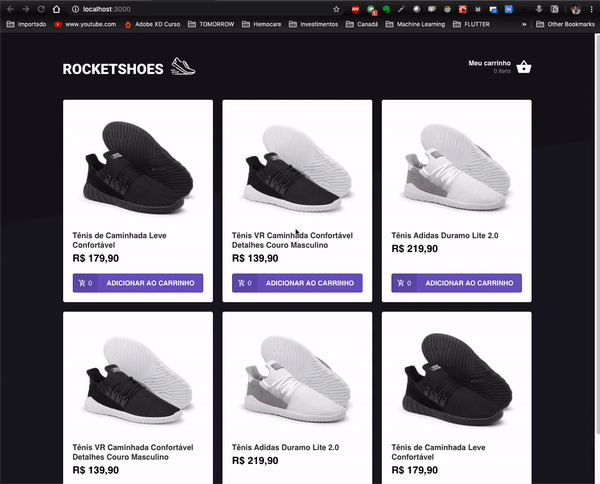 localhost:3000
Importado www.youtube.com Adobe XD Curso TOMORROW Hemocare Investimentos Canadá Machine Learning FLUTTER » Other Bookmarks
ROCKETSHOES
Meu carrinho
0 itens
Tênis de Caminhada Leve
Confortável
R$ 179,90
0 ADICIONAR AO CARRINHO
Tênis VR Caminhada Confortável
Detalhes Couro Masculino
R$ 139,90
0 ADICIONAR AO CARRINHO
Tênis Adidas Duramo Lite 2.0
R$ 219,90
0 ADICIONAR AO CARRINHO
Tênis VR Caminhada Confortável
Detalhes Couro Masculino
R$ 139,90
Tênis Adidas Duramo Lite 2.0
R$ 219,90
Tênis de Caminhada Leve
Confortável
R$ 179,90